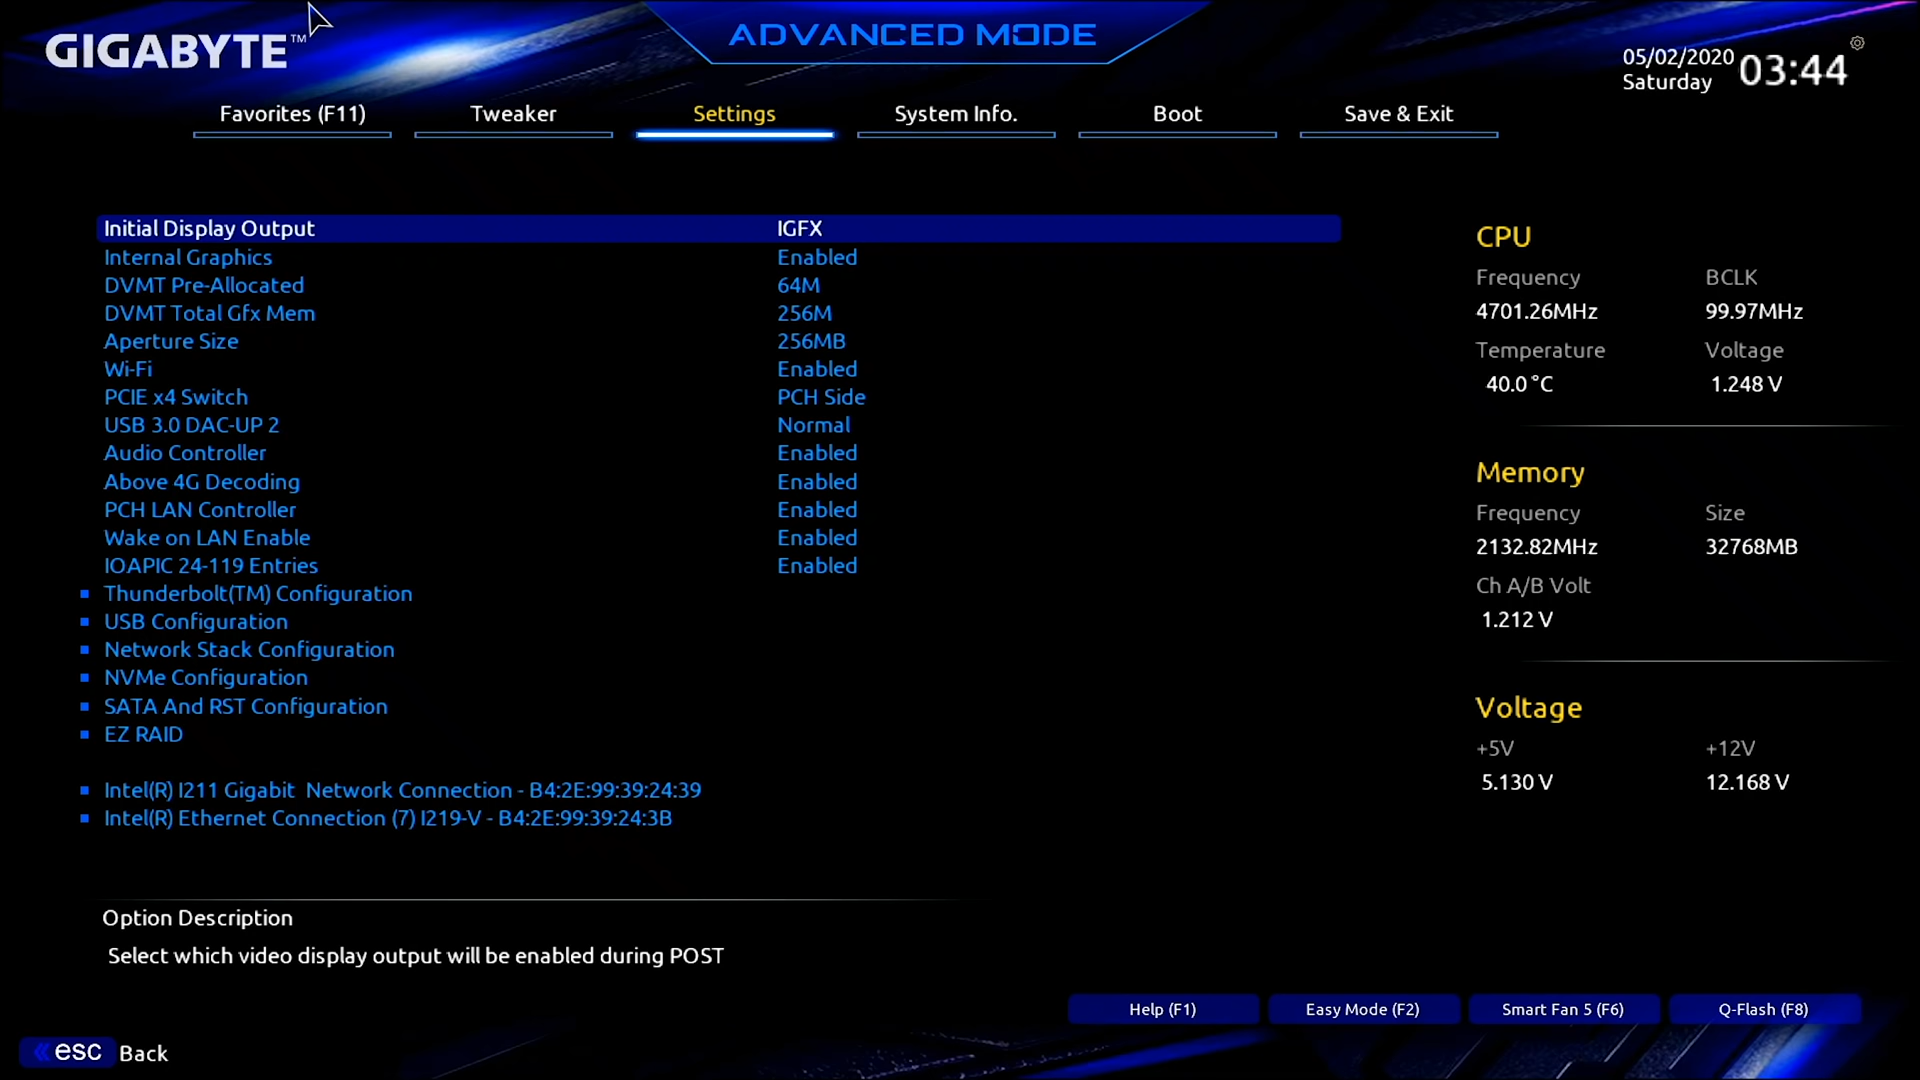 GIGABYTE™
ADVANCED MODE
05/02/2020
Saturday
03:44
Favorites (F11) Tweaker Settings System Info. Boot Save & Exit
Initial Display Output IGFX
Internal Graphics Enabled
DVMT Pre-Allocated 64M
DVMT Total Gfx Mem 256M
Aperture Size 256MB
Wi-Fi Enabled
PCIE x4 Switch PCH Side
USB 3.0 DAC-UP 2 Normal
Audio Controller Enabled
Above 4G Decoding Enabled
PCH LAN Controller Enabled
Wake on LAN Enable Enabled
IOAPIC 24-119 Entries Enabled
Thunderbolt(TM) Configuration
USB Configuration
Network Stack Configuration
NVMe Configuration
SATA And RST Configuration
EZ RAID
Intel(R) I211 Gigabit  Network Connection - B4:2E:99:39:24:39
Intel(R) Ethernet Connection (7) I219-V - B4:2E:99:39:24:3B
CPU
Frequency BCLK
4701.26MHz 99.97MHz
Temperature Voltage
40.0 °C 1.248 V
Memory
Frequency Size
2132.82MHz 32768MB
Ch A/B Volt
1.212 V
Voltage
+5V +12V
5.130 V 12.168 V
Option Description
Select which video display output will be enabled during POST
Help (F1) Easy Mode (F2) Smart Fan 5 (F6) Q-Flash (F8)
esc Back